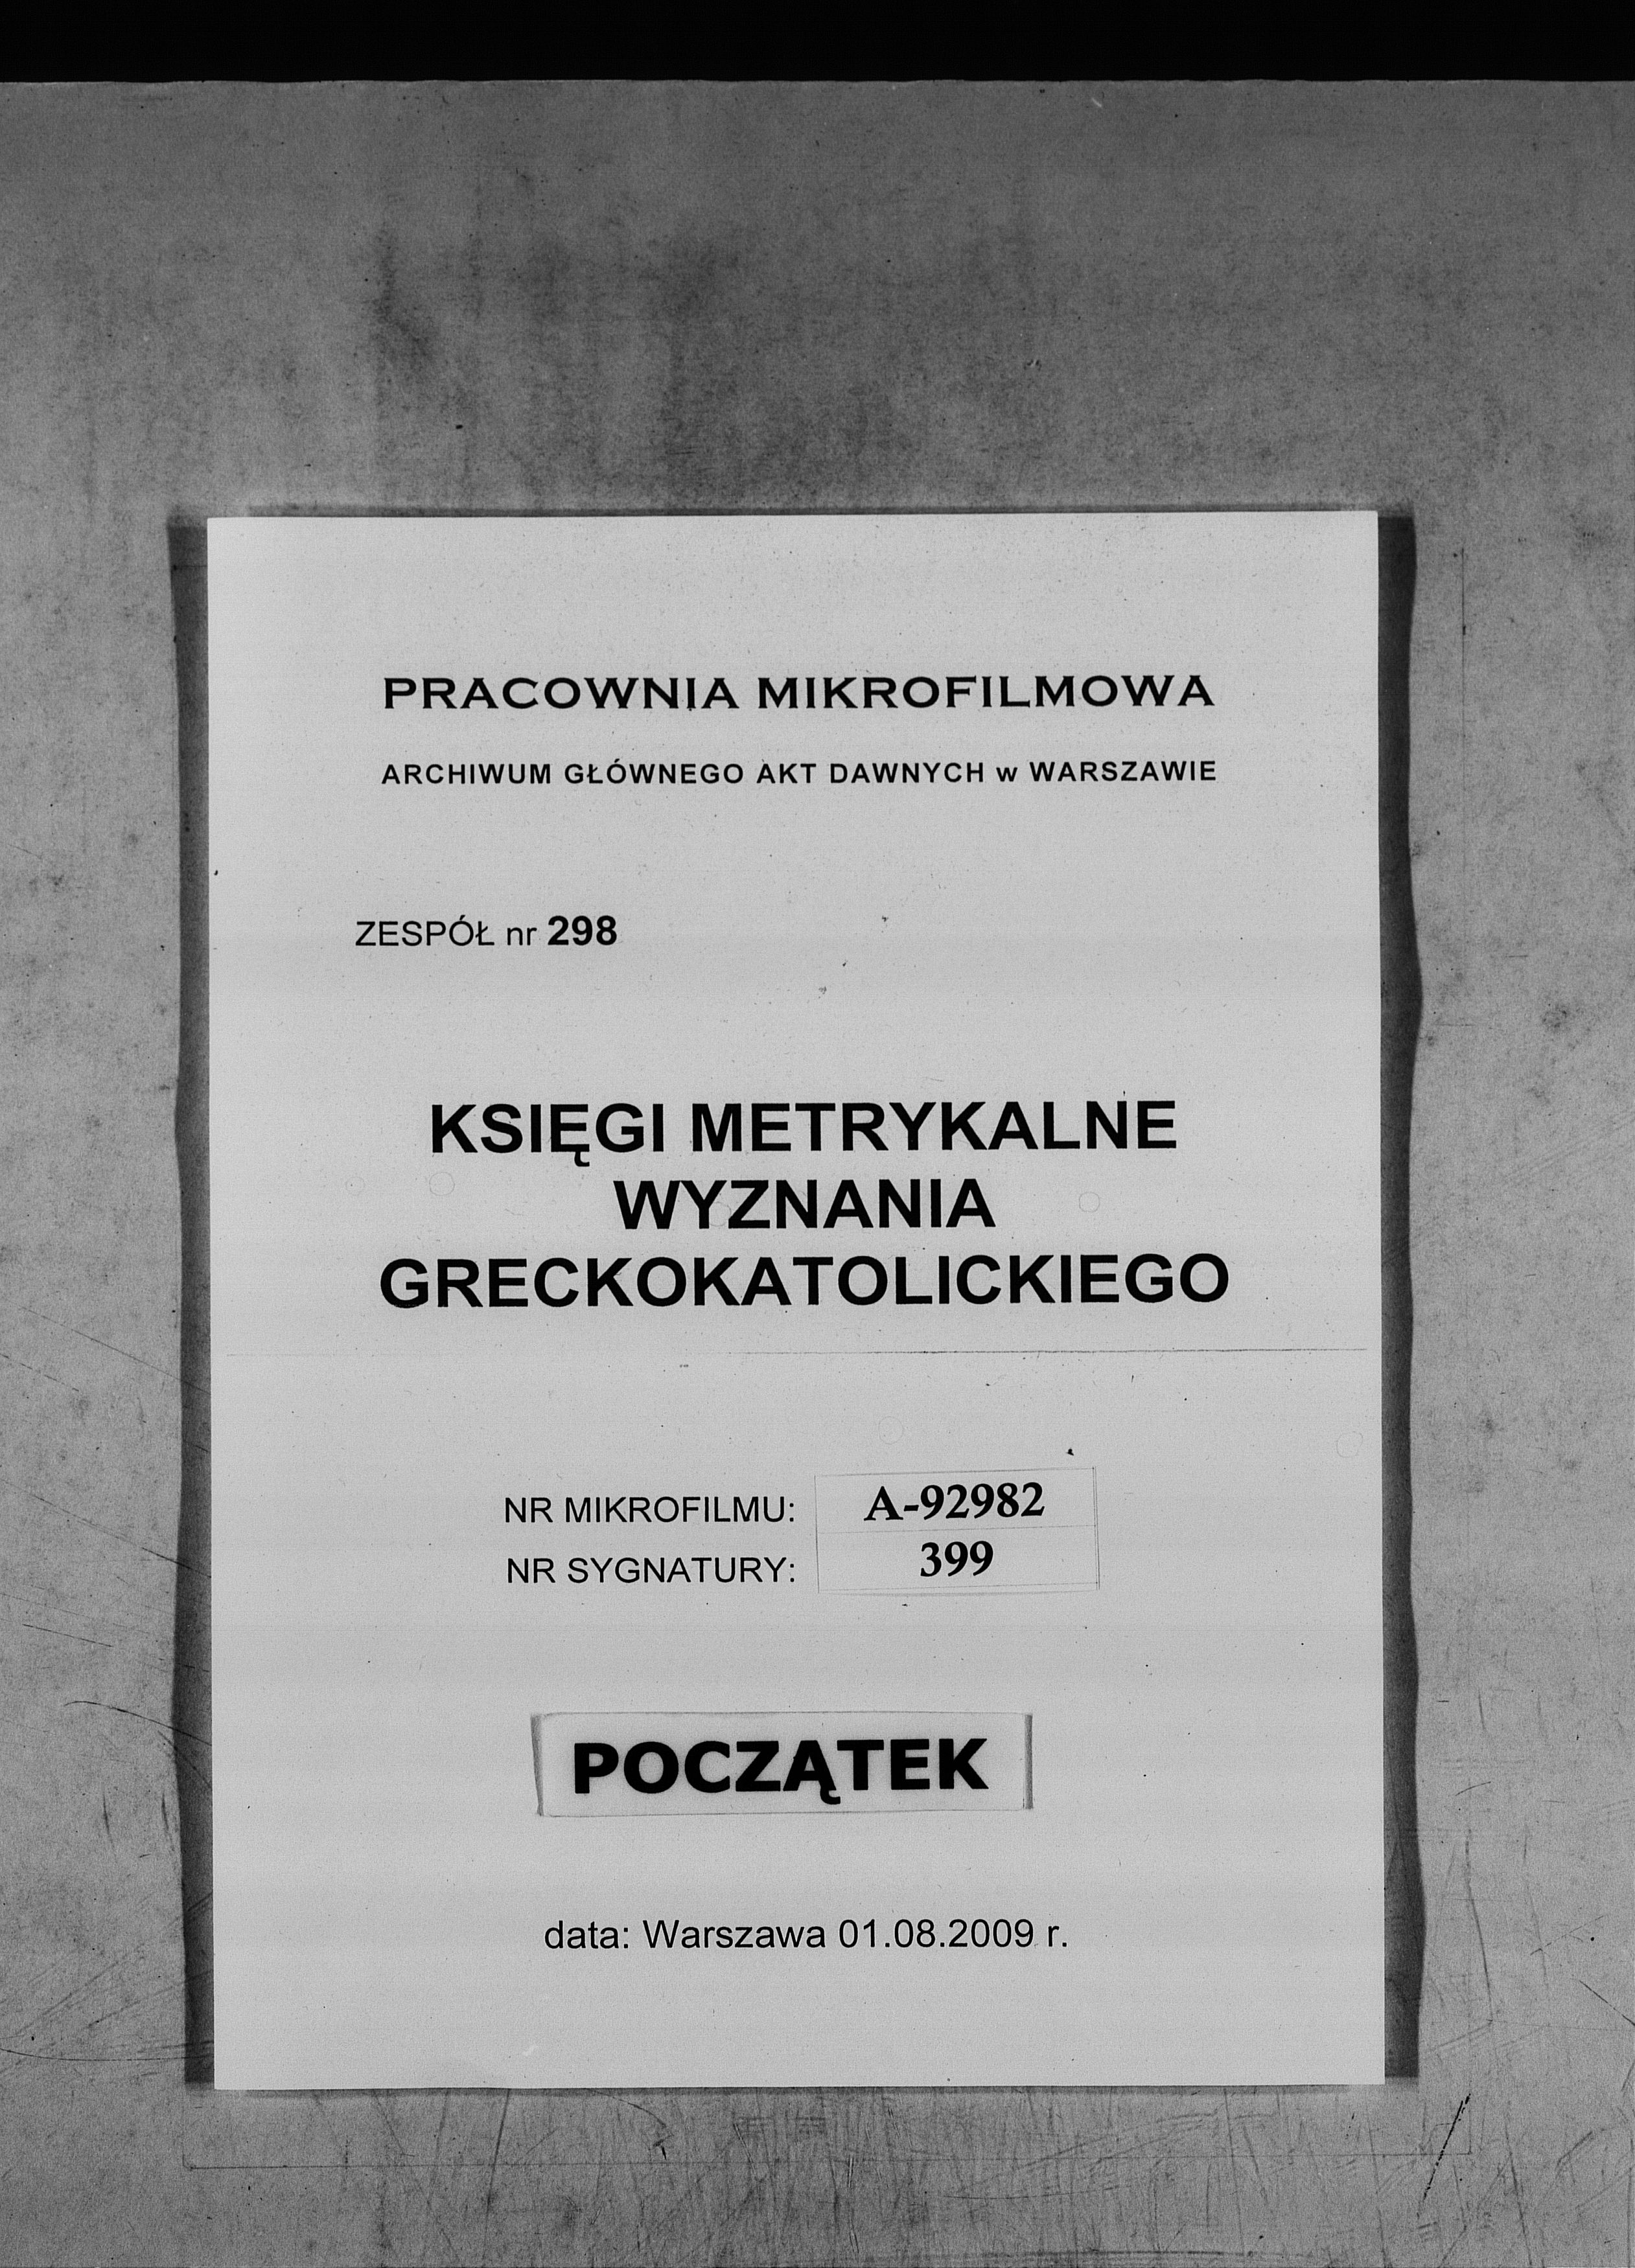 PRACOWNIA MIKROFILMOWA
ARCHIWUM GŁÓWNEGO AKT DAWNYCH w WARSZAWIE
ZESPÓŁ nr 298
KSIĘGI METRYKALNE
WYZNANIA
GRECKOKATOLICKIEGO
NR MIKROFILMU: A-92982
NR SYGNATURY: 399
POCZĄTEK
data: Warszawa 01.08.2009 r.